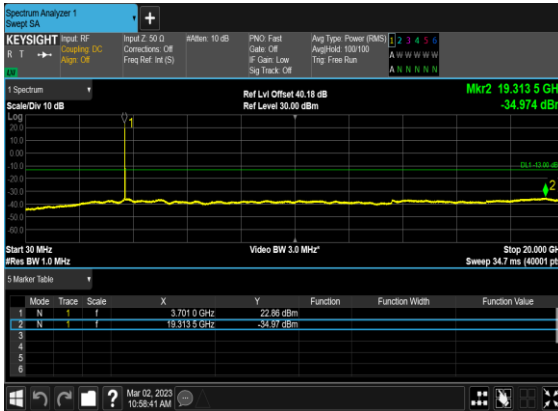 Spectrum Analyzer 1
Swept SA
+
KEYSIGHT Input: RF Input Z: 50 Ω #Atten: 10 dB PNO: Fast Avg Type: Power (RMS) 1 2 3 4 5 6
R T Coupling: DC Corrections: Off Gate: Off Avg|Hold: 100/100 A W W W W W
Align: Off Freq Ref: Int (S) IF Gain: Low Trig: Free Run
Sig Track: Off A N N N N N
1 Spectrum Ref Lvl Offset 40.18 dB Mkr2 19.313 5 GH
Scale/Div 10 dB Ref Level 30.00 dBm -34.974 dBr
Log
20.0
10.0
0.00
-10.0
-20.0
-30.0
-40.0
-50.0
-60.0
1
DL1 -13.00 dB
2
Start 30 MHz Video BW 3.0 MHz* Stop 20.000 GH
#Res BW 1.0 MHz Sweep 34.7 ms (40001 pt
5 Marker Table
Mode Trace Scale X Y Function Function Width Function Value
1 N 1 f 3.701 0 GHz 22.86 dBm
2 N 1 f 19.313 5 GHz -34.97 dBm
3
4
5
6
? Mar 02, 2023
10:58:41 AM